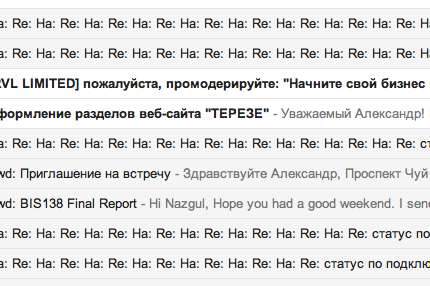 а: Re: На: Re: На: Re: На: Re: На: Re: На: Re: На: Re: На: Re: На
а: Re: На: Re: На: Re: На: Re: На: Re: На: Re: На: Re: На: Re: На
RVL LIMITED] пожалуйста, промодерируйте: "Начните свой бизнес
формление разделов веб-сайта "ТЕРЕЗЕ" - Уважаемый Александр!
а: Re: На: Re: На: Re: На: Re: На: Re: На: Re: На: Re: На: Re: ст
wd: Приглашение на встречу - Здравствуйте Александр, Проспект Чуй
wd: BIS138 Final Report - Hi Nazgul, Hope you had a good weekend. I sen
а: Re: На: Re: На: Re: На: Re: На: Re: На: Re: На: Re: На: Re: статус по
а: Re: На: Re: На: Re: На: Re: На: Re: На: Re: На: Re: статус по подклю